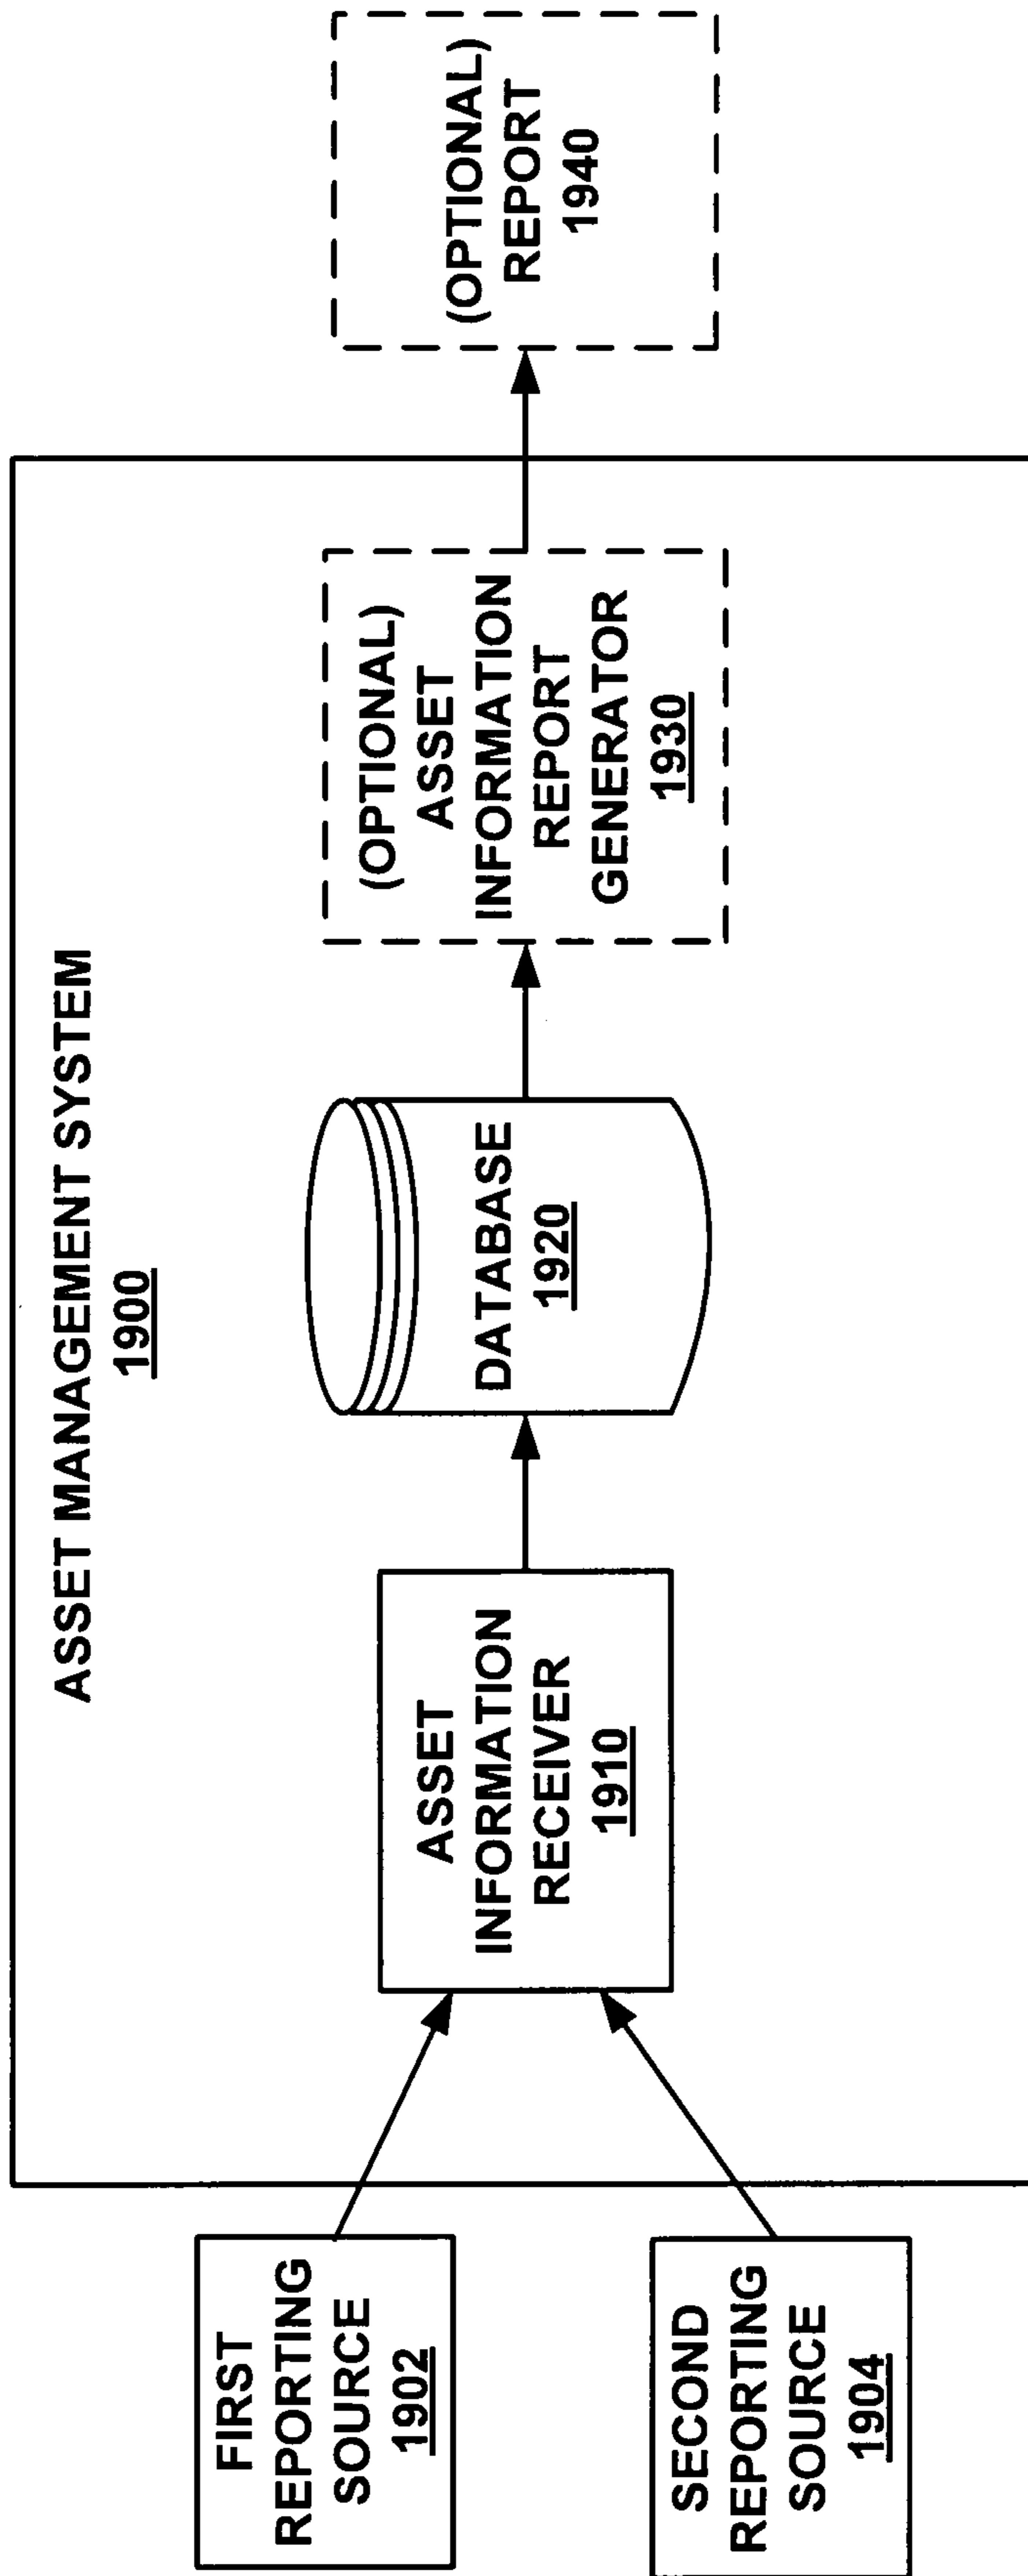 ASSET MANAGEMENT SYSTEM
1900
FIRST
REPORTING
SOURCE
1902
SECOND
REPORTING
SOURCE
1904
ASSET
INFORMATION
RECEIVER
1910
DATABASE
1920
(OPTIONAL)
ASSET
INFORMATION
REPORT
GENERATOR
1930
(OPTIONAL)
REPORT
1940